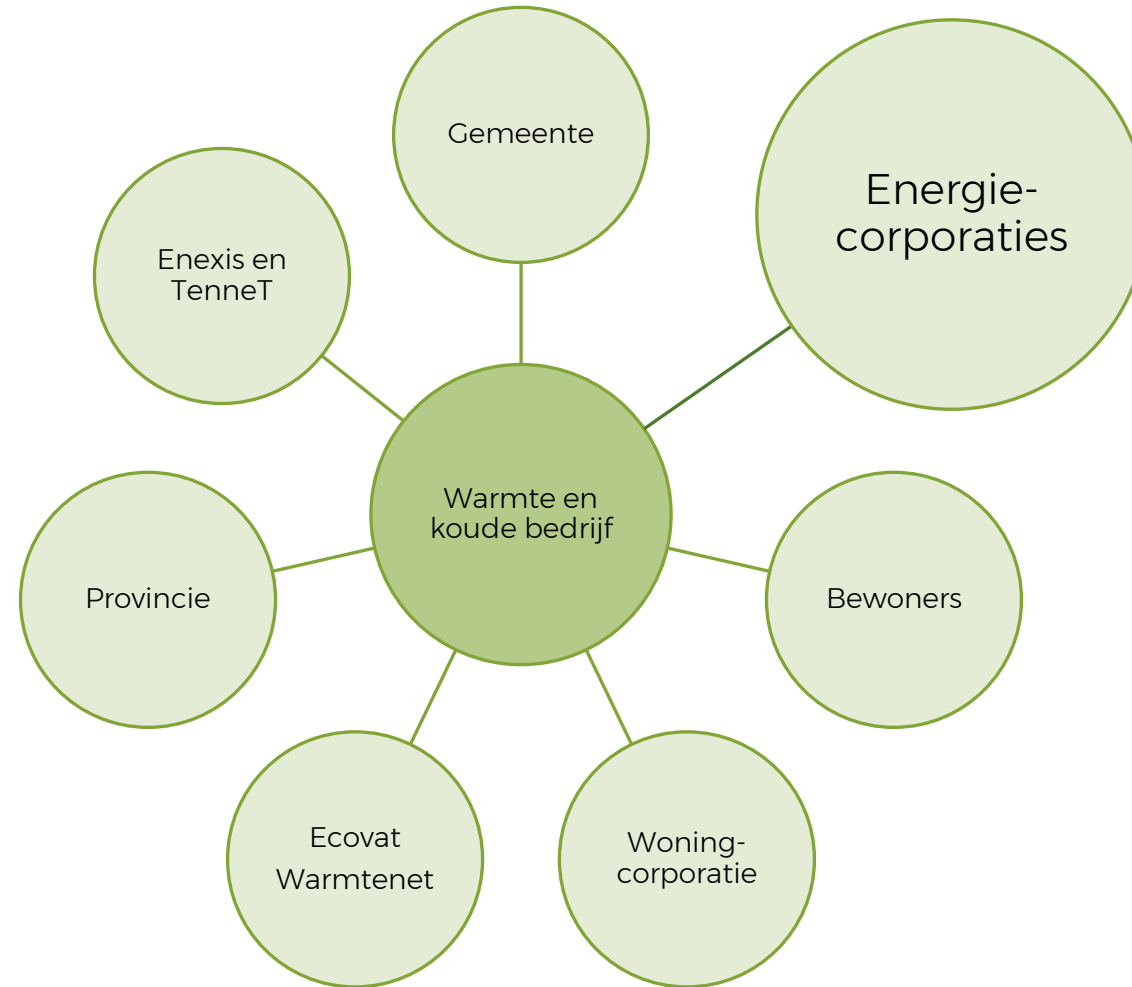 Gemeente
Energie-
corporaties
Enexis en
TenneT
Warmte en
koude bedrijf
Provincie
Bewoners
Ecovat
Warmtenet
Woning-
corporatie